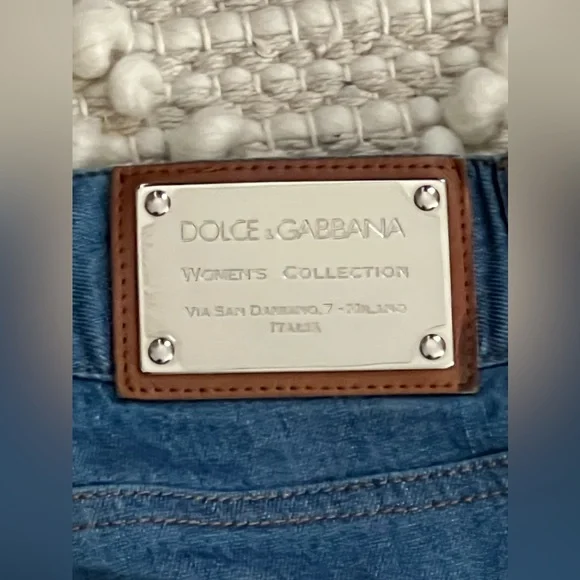 DOLCE & GABBANA
WOMEN'S COLLECTION
VIA SAN DAMIANO, 7 - MILANO
ITALIA